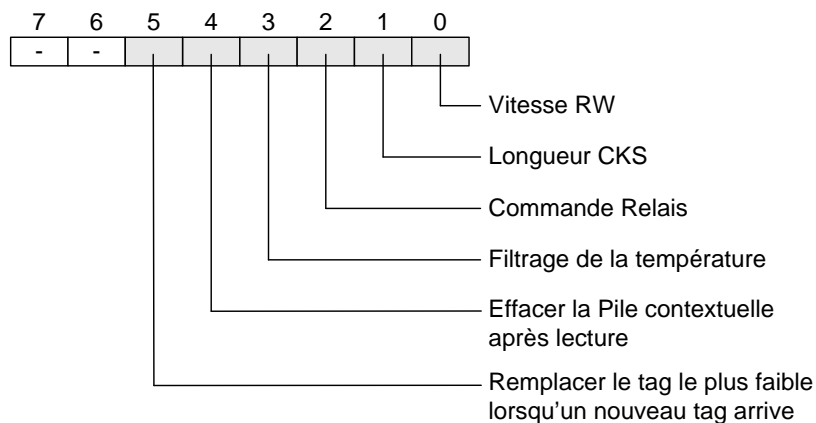 7 6 5 4 3 2 1 0
- -
Vitesse RW
Longueur CKS
Commande Relais
Filtrage de la température
Effacer la Pile contextuelle
après lecture
Remplacer le tag le plus faible
lorsqu'un nouveau tag arrive